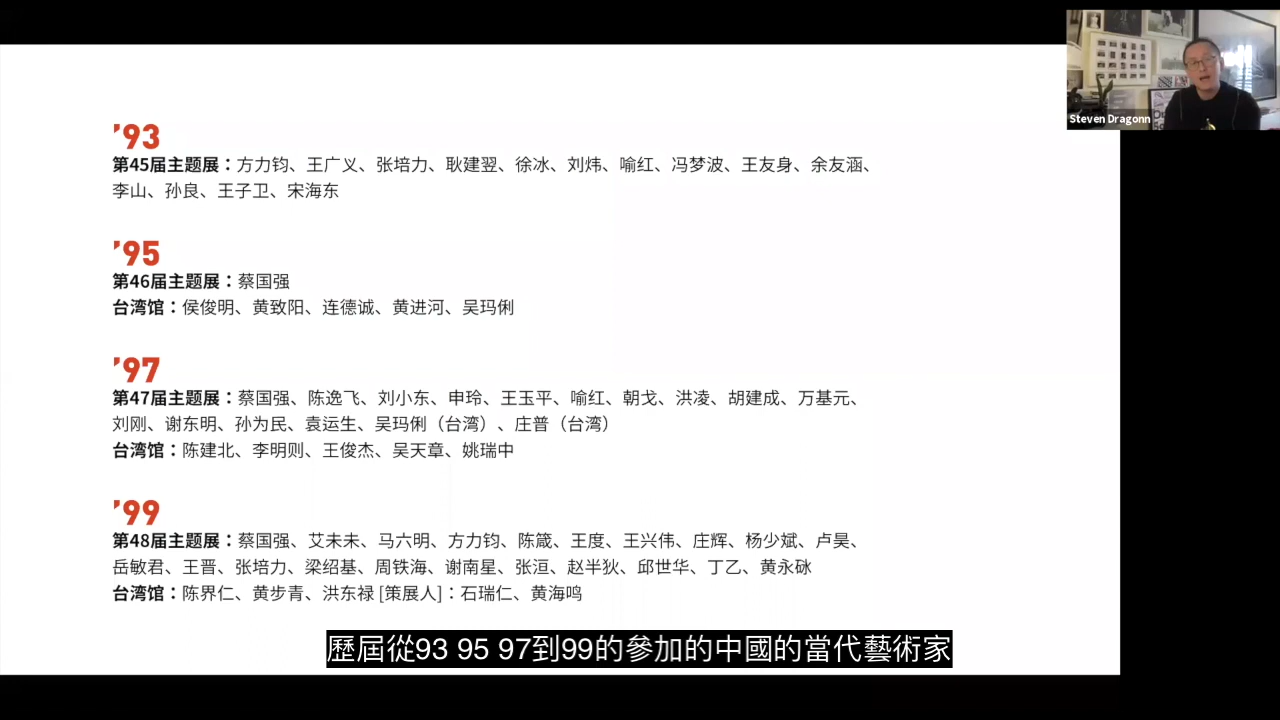 Steven Dragonn
’93
第45届主题展：方力钧、王广义、张培力、耿建翌、徐冰、刘炜、喻红、冯梦波、王友身、余友涵、
李山、孙良、王子卫、宋海东
’95
第46届主题展：蔡国强
台湾馆：侯俊明、黄致阳、连德诚、黄进河、吴玛俐
’97
第47届主题展：蔡国强、陈逸飞、刘小东、申玲、王玉平、喻红、朝戈、洪凌、胡建成、万基元、
刘刚、谢东明、孙为民、袁运生、吴玛俐（台湾）、庄普（台湾）
台湾馆：陈建北、李明则、王俊杰、吴天章、姚瑞中
’99
第48届主题展：蔡国强、艾未未、马六明、方力钧、陈箴、王度、王兴伟、庄辉、杨少斌、卢昊、
岳敏君、王晋、张培力、梁绍基、周铁海、谢南星、张洹、赵半狄、邱世华、丁乙、黄永砯
台湾馆：陈界仁、黄步青、洪东禄 [策展人]：石瑞仁、黄海鸣
歷屆從93 95 97到99的參加的中國的當代藝術家